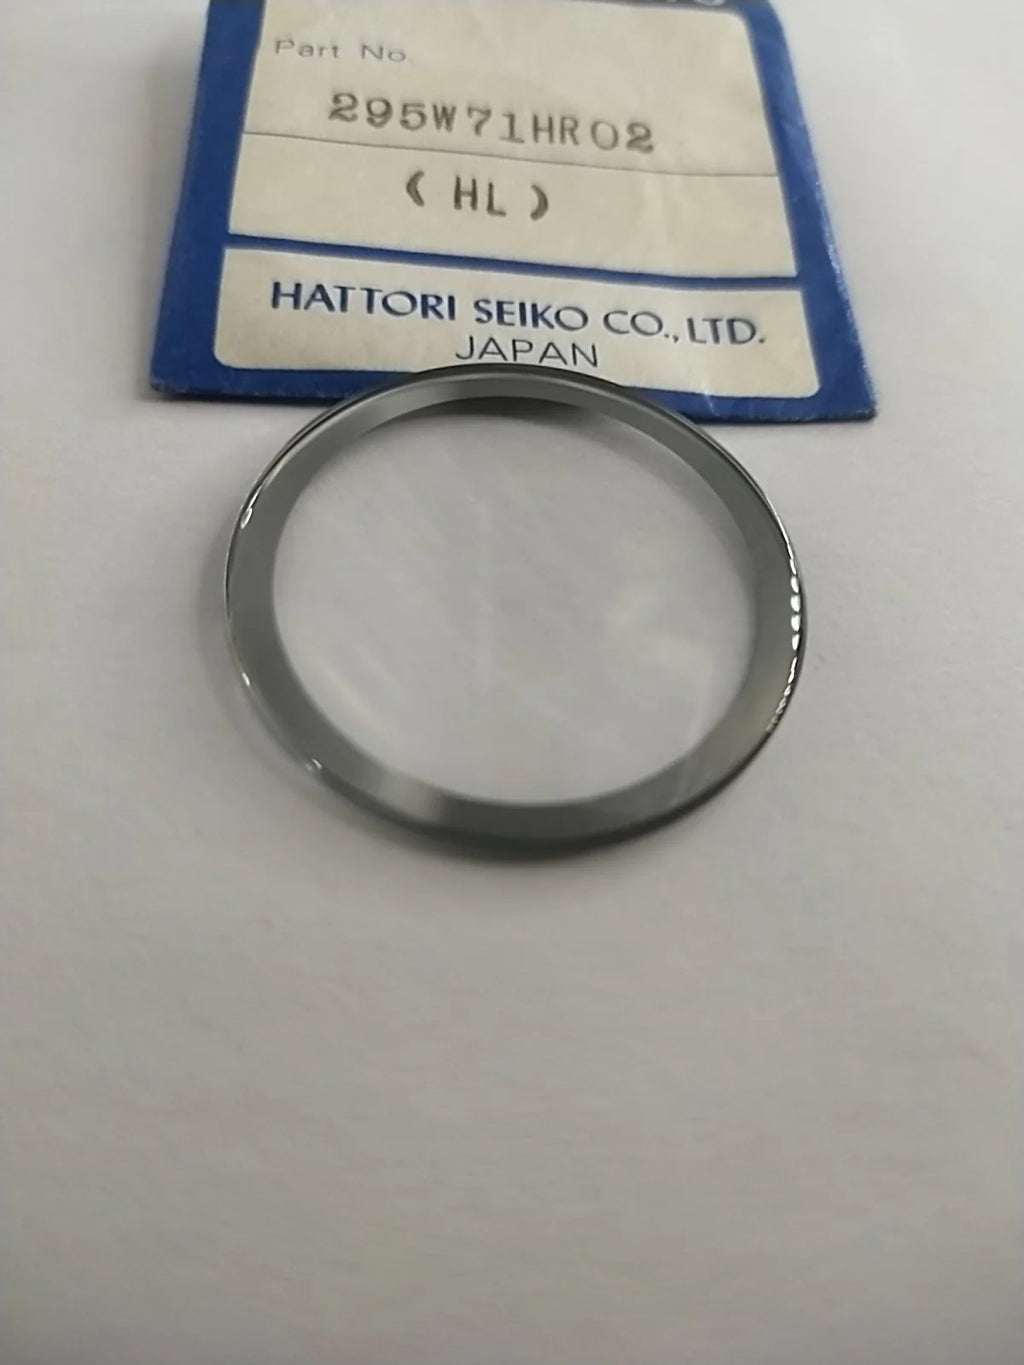 Part No.
295W71HR02
( HL )
HATTORI SEIKO CO., LTD.
JAPAN